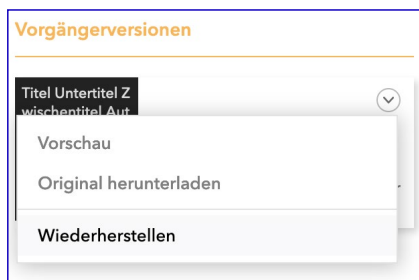 Vorgängerversionen
Titel Untertitel Z
wischentitel Aut
Vorschau
Original herunterladen
Wiederherstellen